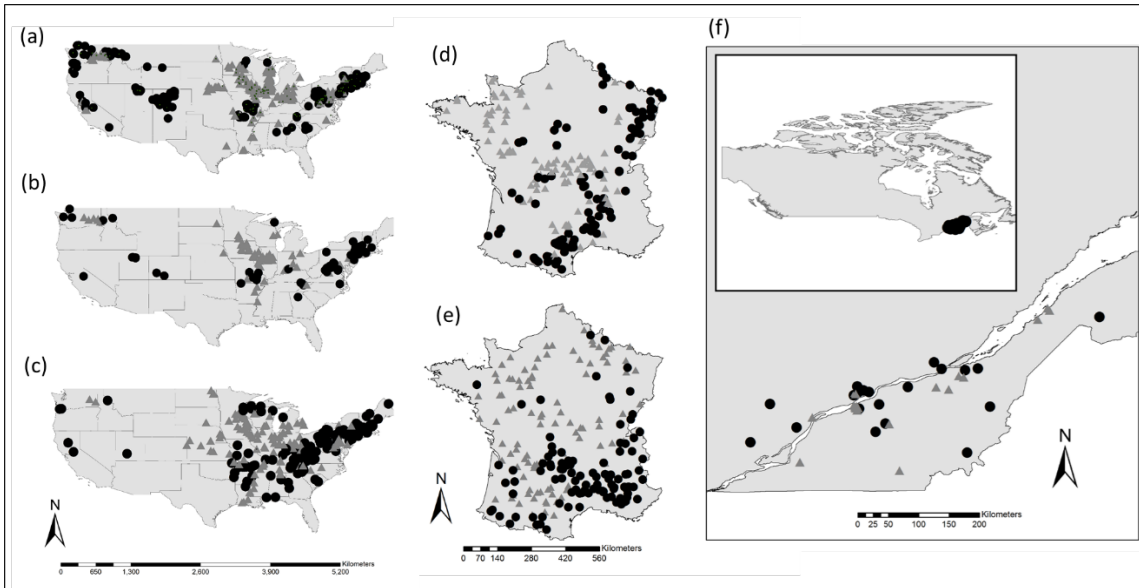 (a)
(b)
(c)
N
Kilometers
0 650 1,300 2,600 3,900 5,200
(d)
(e)
N
Kilometers
0 70 140 280 420 560
(f)
N
Kilometers
0 25 50 100 150 200